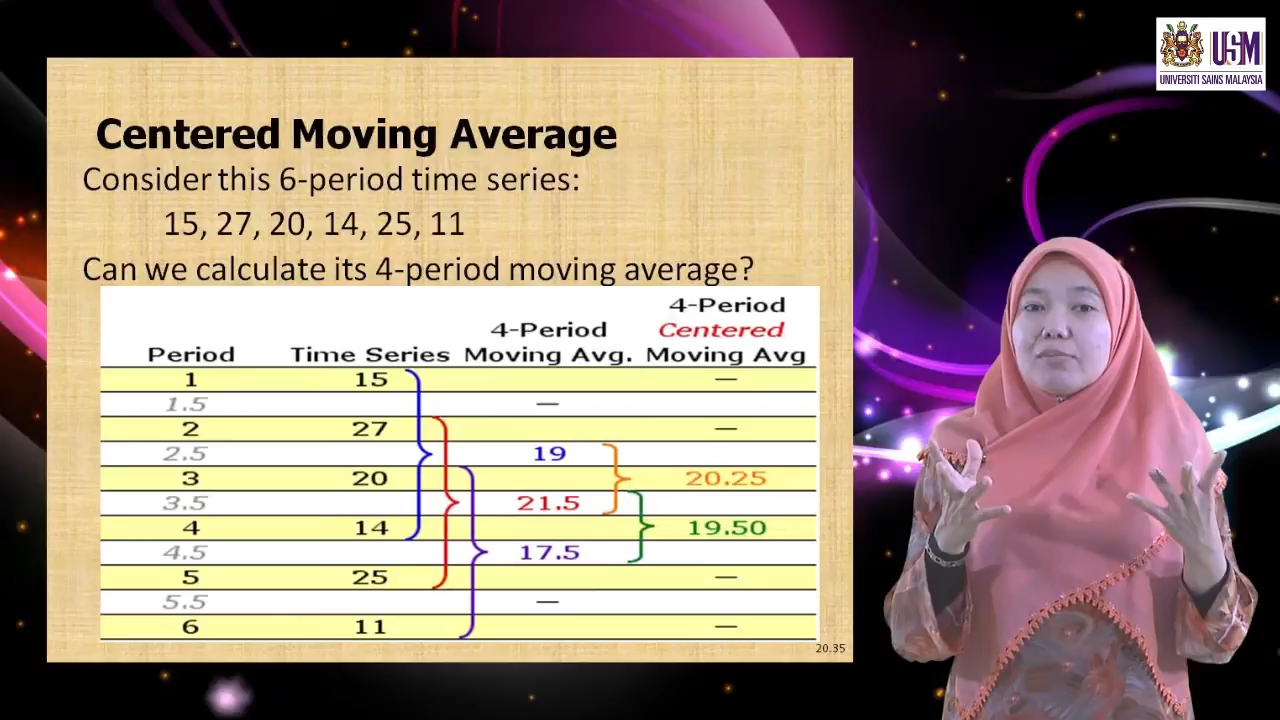 Centered Moving Average
Consider this 6-period time series:
15, 27, 20, 14, 25, 11
Can we calculate its 4-period moving average?
Period Time Series 4-Period Moving Avg. 4-Period Centered Moving Avg
1 15 —
1.5 —
2 27 —
2.5 19
3 20 20.25
3.5 21.5
4 14 19.50
4.5 17.5
5 25 —
5.5 —
6 11 —
20.35
USM
UNIVERSITI SAINS MALAYSIA